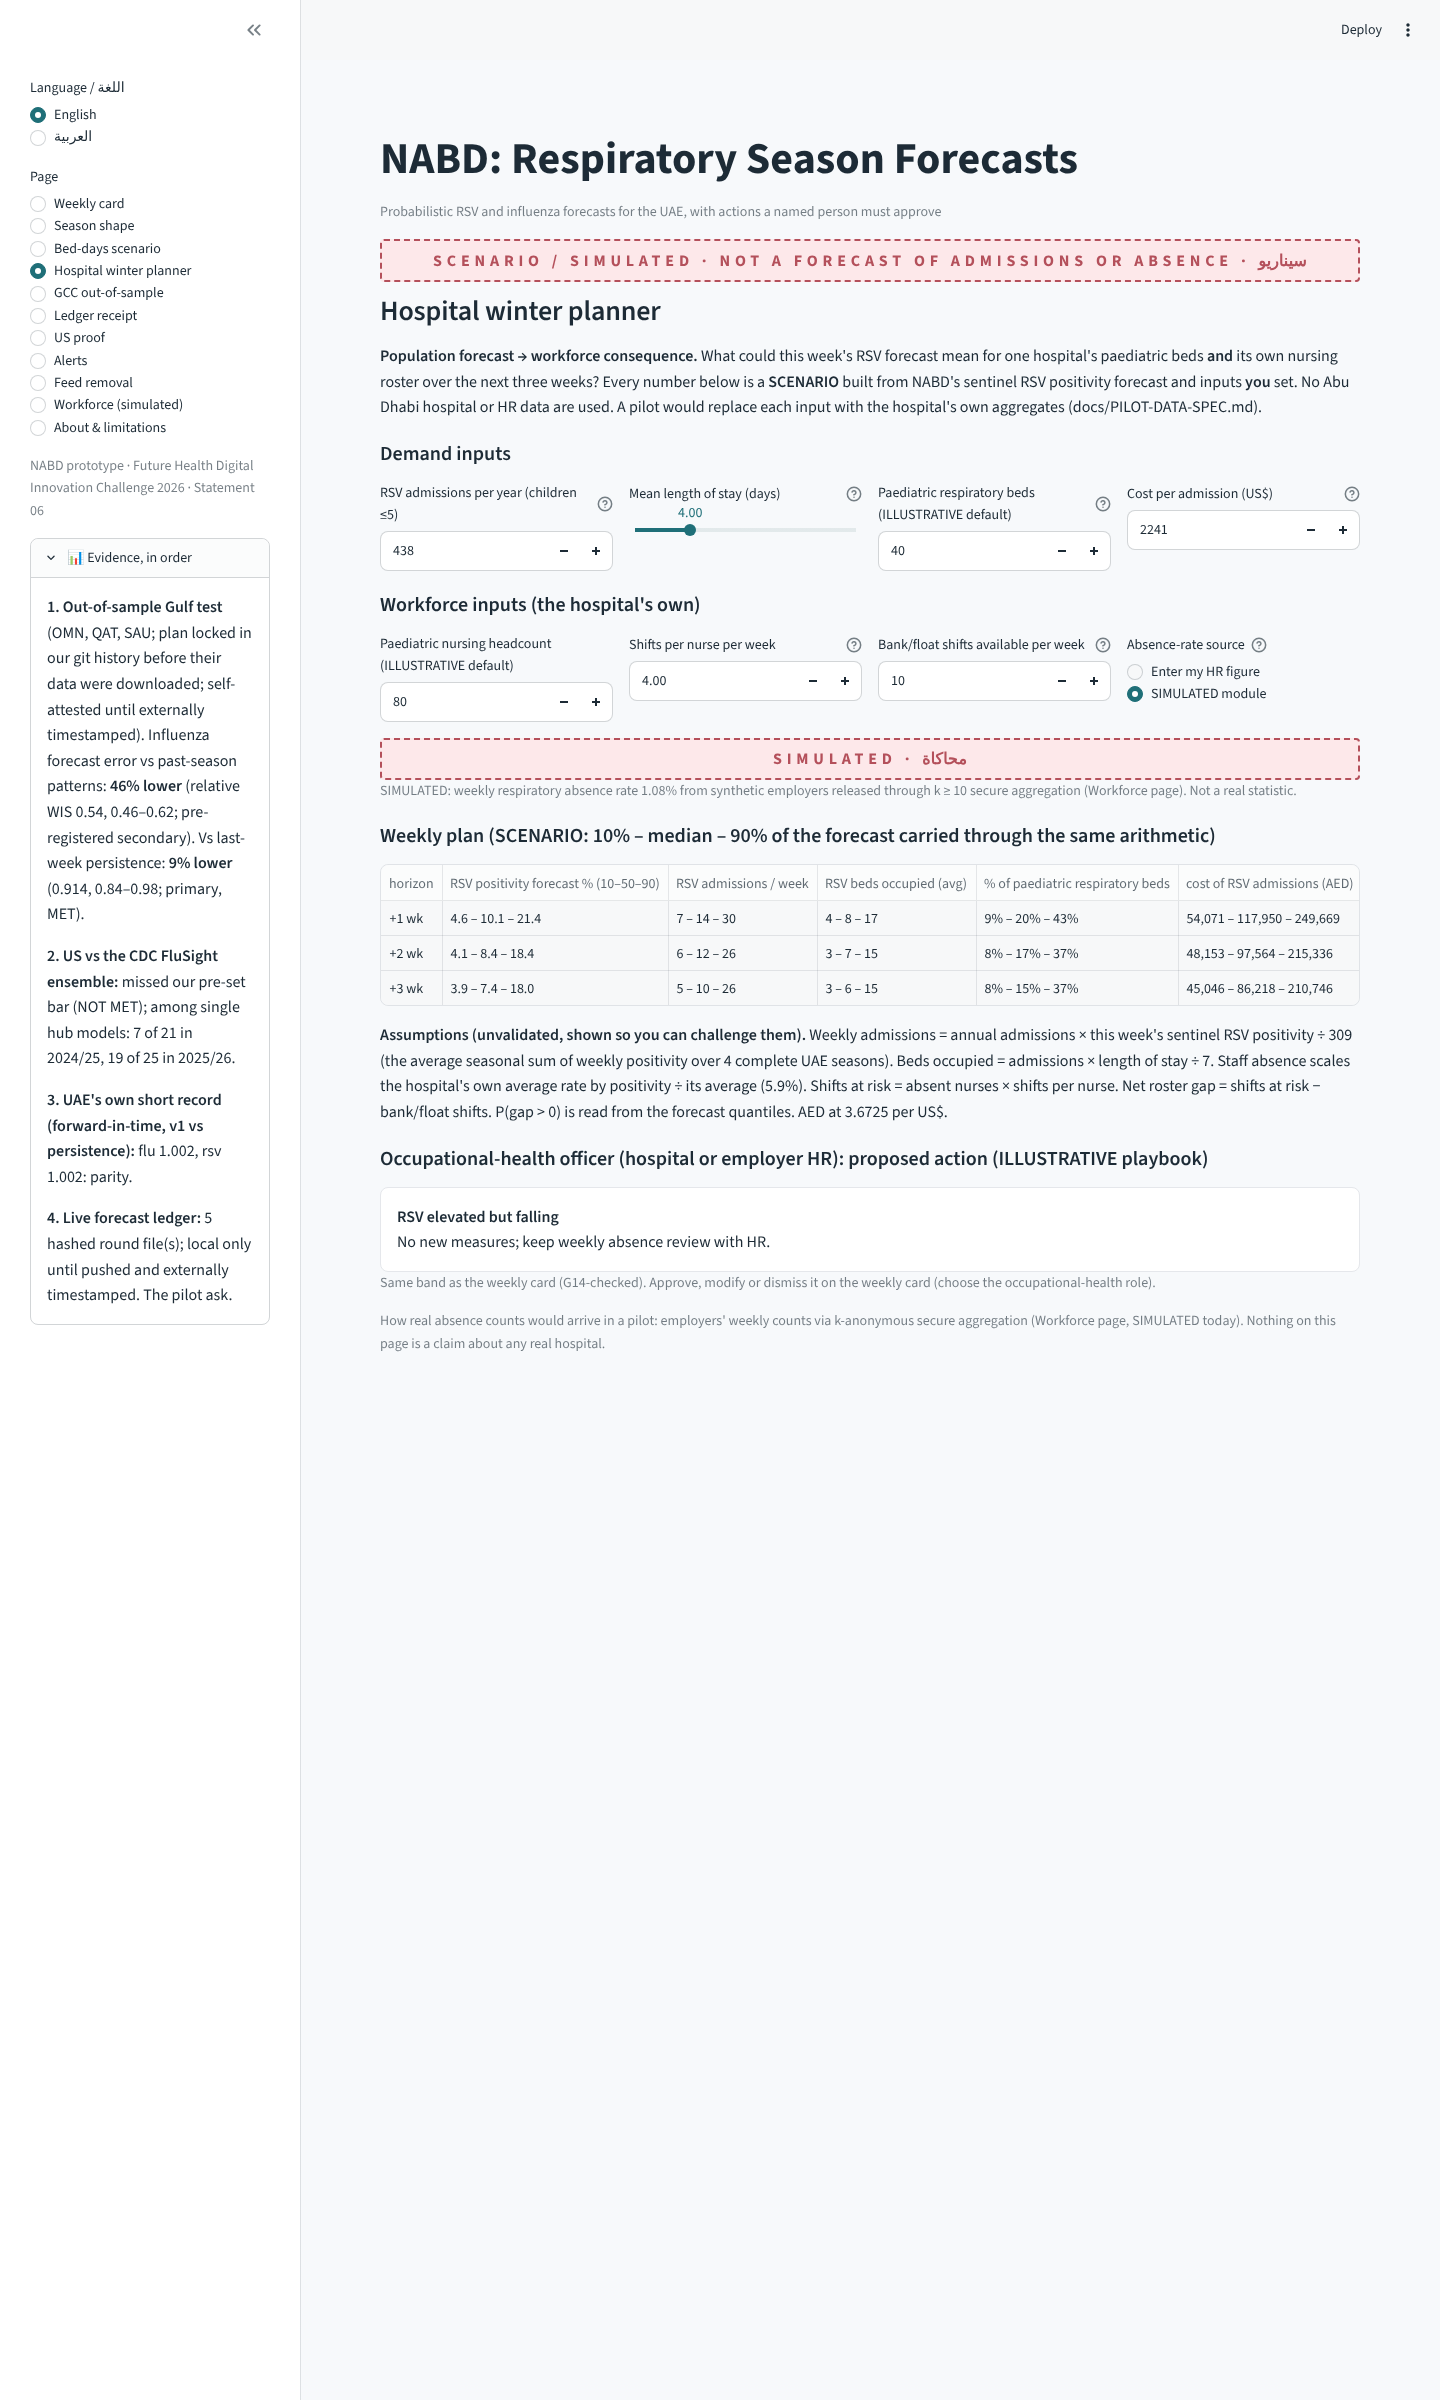 Deploy
Language / اللغة
English
العربية
Page
Weekly card
Season shape
Bed-days scenario
Hospital winter planner
GCC out-of-sample
Ledger receipt
US proof
Alerts
Feed removal
Workforce (simulated)
About & limitations
NABD prototype · Future Health Digital
Innovation Challenge 2026 · Statement
06
📊 Evidence, in order
1. Out-of-sample Gulf test
(OMN, QAT, SAU; plan locked in
our git history before their
data were downloaded; self-
attested until externally
timestamped). Influenza
forecast error vs past-season
patterns: 46% lower (relative
WIS 0.54, 0.46–0.62; pre-
registered secondary). Vs last-
week persistence: 9% lower
(0.914, 0.84–0.98; primary,
MET).
2. US vs the CDC FluSight
ensemble: missed our pre-set
bar (NOT MET); among single
hub models: 7 of 21 in
2024/25, 19 of 25 in 2025/26.
3. UAE's own short record
(forward-in-time, v1 vs
persistence): flu 1.002, rsv
1.002: parity.
4. Live forecast ledger: 5
hashed round file(s); local only
until pushed and externally
timestamped. The pilot ask.
NABD: Respiratory Season Forecasts
Probabilistic RSV and influenza forecasts for the UAE, with actions a named person must approve
SCENARIO / SIMULATED · NOT A FORECAST OF ADMISSIONS OR ABSENCE · سيناريو
Hospital winter planner
Population forecast → workforce consequence. What could this week's RSV forecast mean for one hospital's paediatric beds and its own nursing
roster over the next three weeks? Every number below is a SCENARIO built from NABD's sentinel RSV positivity forecast and inputs you set. No Abu
Dhabi hospital or HR data are used. A pilot would replace each input with the hospital's own aggregates (docs/PILOT-DATA-SPEC.md).
Demand inputs
RSV admissions per year (children
≤5)
438
Mean length of stay (days)
4.00
Paediatric respiratory beds
(ILLUSTRATIVE default)
40
Cost per admission (US$)
2241
Workforce inputs (the hospital's own)
Paediatric nursing headcount
(ILLUSTRATIVE default)
80
Shifts per nurse per week
4.00
Bank/float shifts available per week
10
Absence-rate source
Enter my HR figure
SIMULATED module
SIMULATED · محاكاة
SIMULATED: weekly respiratory absence rate 1.08% from synthetic employers released through k ≥ 10 secure aggregation (Workforce page). Not a real statistic.
Weekly plan (SCENARIO: 10% – median – 90% of the forecast carried through the same arithmetic)
horizon RSV positivity forecast % (10–50–90) RSV admissions / week RSV beds occupied (avg) % of paediatric respiratory beds cost of RSV admissions (AED)
+1 wk 4.6 – 10.1 – 21.4 7 – 14 – 30 4 – 8 – 17 9% – 20% – 43% 54,071 – 117,950 – 249,669
+2 wk 4.1 – 8.4 – 18.4 6 – 12 – 26 3 – 7 – 15 8% – 17% – 37% 48,153 – 97,564 – 215,336
+3 wk 3.9 – 7.4 – 18.0 5 – 10 – 26 3 – 6 – 15 8% – 15% – 37% 45,046 – 86,218 – 210,746
Assumptions (unvalidated, shown so you can challenge them). Weekly admissions = annual admissions × this week's sentinel RSV positivity ÷ 309
(the average seasonal sum of weekly positivity over 4 complete UAE seasons). Beds occupied = admissions × length of stay ÷ 7. Staff absence scales
the hospital's own average rate by positivity ÷ its average (5.9%). Shifts at risk = absent nurses × shifts per nurse. Net roster gap = shifts at risk −
bank/float shifts. P(gap > 0) is read from the forecast quantiles. AED at 3.6725 per US$.
Occupational-health officer (hospital or employer HR): proposed action (ILLUSTRATIVE playbook)
RSV elevated but falling
No new measures; keep weekly absence review with HR.
Same band as the weekly card (G14-checked). Approve, modify or dismiss it on the weekly card (choose the occupational-health role).
How real absence counts would arrive in a pilot: employers' weekly counts via k-anonymous secure aggregation (Workforce page, SIMULATED today). Nothing on this
page is a claim about any real hospital.